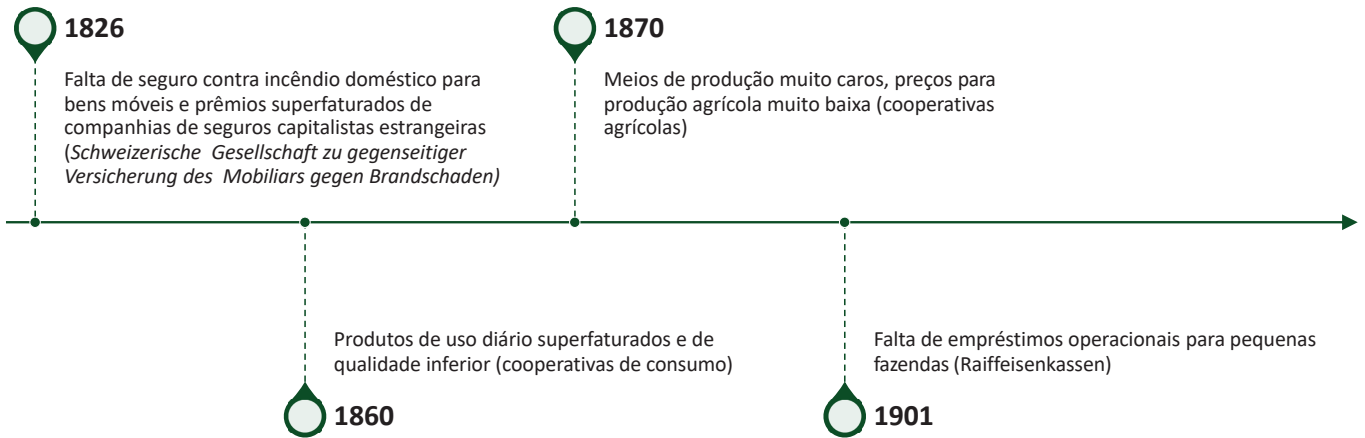 1826
Falta de seguro contra incêndio doméstico para
bens móveis e prêmios superfaturados de
companhias de seguros capitalistas estrangeiras
(Schweizerische Gesellschaft zu gegenseitiger
Versicherung des Mobiliars gegen Brandschaden)
1870
Meios de produção muito caros, preços para
produção agrícola muito baixa (cooperativas
agrícolas)
Produtos de uso diário superfaturados e de
qualidade inferior (cooperativas de consumo)
1860
Falta de empréstimos operacionais para pequenas
fazendas (Raiffeisenkassen)
1901